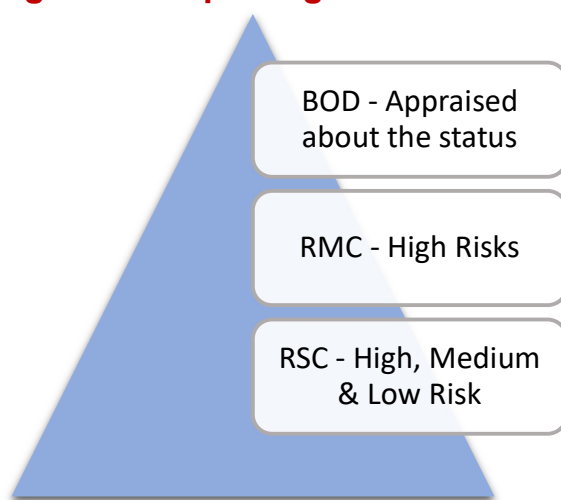 BOD - Appraised
about the status
RMC - High Risks
RSC - High, Medium
& Low Risk